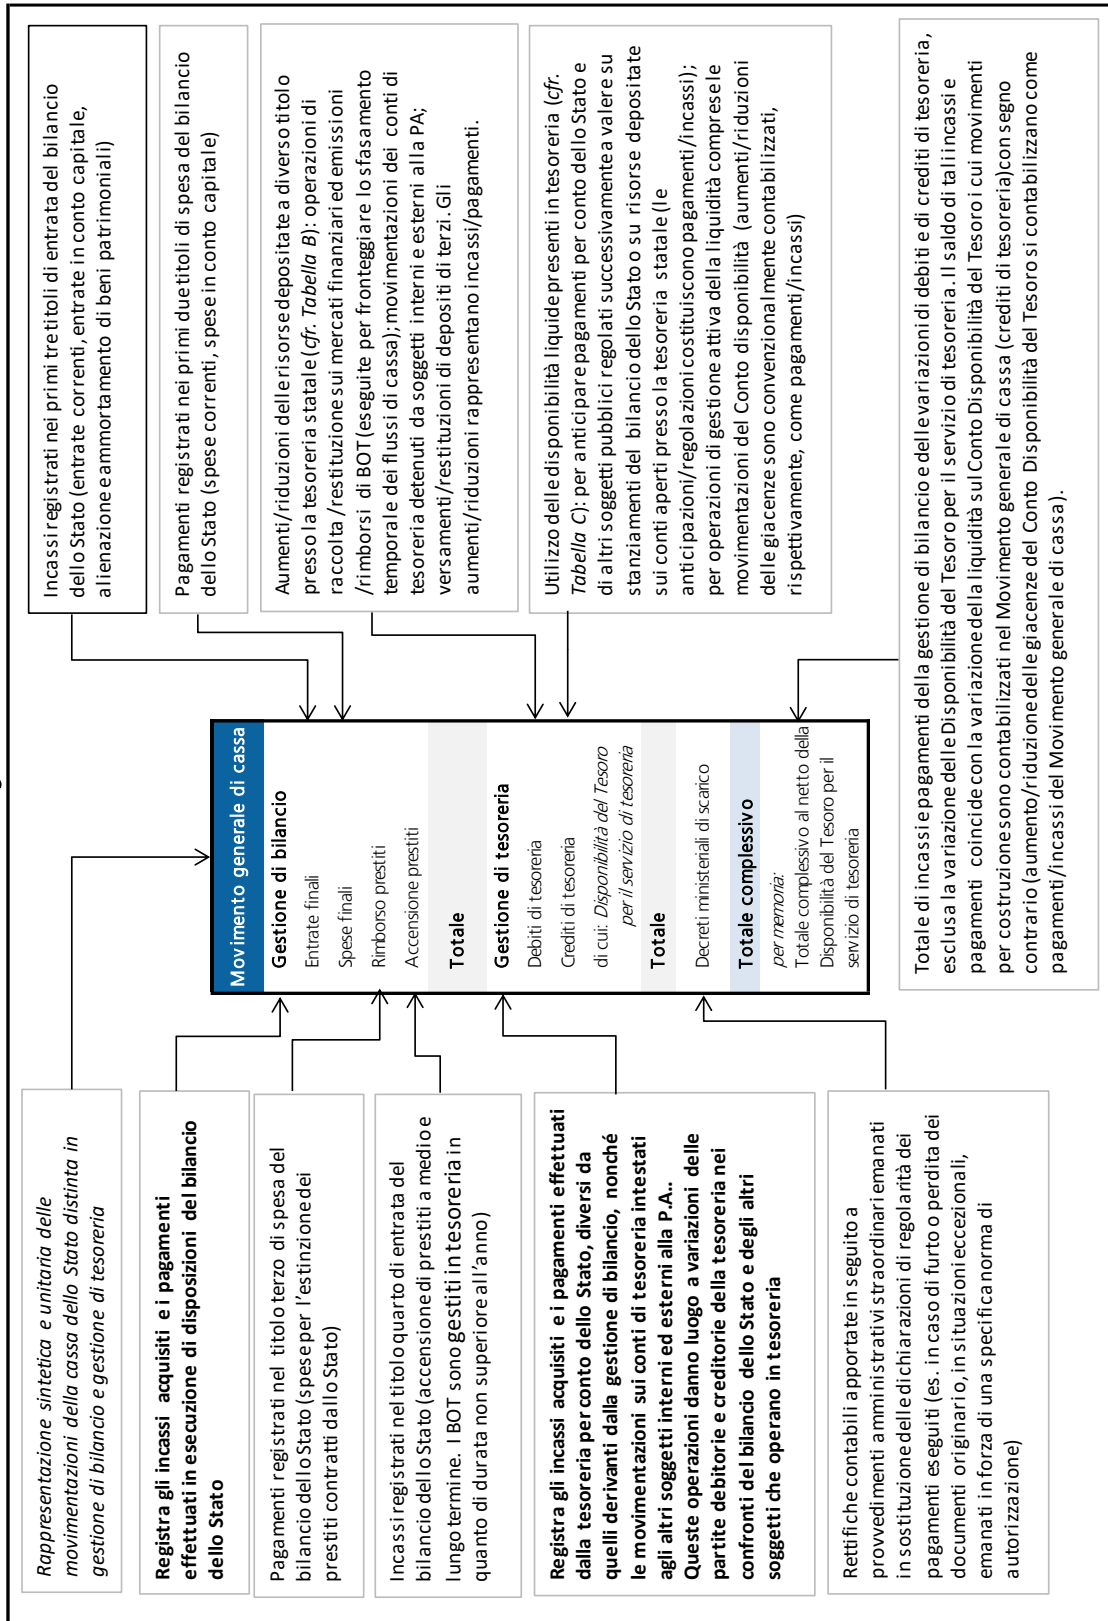 Rappresentazione sintetica e unitaria delle
movimentazioni della cassa dello Stato distinta in
gestione di bilancio e gestione di tesoreria
Registra gli incassi acquisiti e i pagamenti
effettuati in esecuzione di disposizioni del bilancio
dello Stato
Pagamenti registrati nel titolo terzo di spesa del
bilancio dello Stato (spese per l'estinzione dei
prestiti contratti dallo Stato)
Incassi registrati nel titolo quarto di entrata del
bilancio dello Stato (accensione di prestiti a medio e
lungo termine. I BOT sono gestiti in tesoreria in
quanto di durata non superiore all'anno)
Registra gli incassi acquisiti e i pagamenti effettuati
dalla tesoreria per conto dello Stato, diversi da
quelli derivanti dalla gestione di bilancio, nonché
le movimentazioni sui conti di tesoreria intestati
agli altri soggetti interni ed esterni alla P.A..
Queste operazioni danno luogo a variazioni delle
partite debitorie e creditorie della tesoreria nei
confronti del bilancio dello Stato e degli altri
soggetti che operano in tesoreria
Rettifiche contabili apportate in seguito a
provvedimenti amministrativi straordinari emanati
in sostituzione delle dichiarazioni di regolarità dei
pagamenti eseguiti (es. in caso di furto o perdita dei
documenti originario, in situazioni eccezionali,
emanati in forza di una specifica norma di
autorizzazione)
Movimento generale di cassa
Gestione di bilancio
Entrate finali
Spese finali
Rimborso prestiti
Accensione prestiti
Totale
Gestione di tesoreria
Debiti di tesoreria
Crediti di tesoreria
di cui: Disponibilità del Tesoro
per il servizio di tesoreria
Totale
Decreti ministeriali di scarico
Totale complessivo
per memoria:
Totale complessivo al netto della
Disponibilità del Tesoro per il
servizio di tesoreria
Incassi registrati nei primi tre titoli di entrata del bilancio
dello Stato (entrate correnti, entrate in conto capitale,
alienazione e ammortamento di beni patrimoniali)
Pagamenti registrati nei primi due titoli di spesa del bilancio
dello Stato (spese correnti, spese in conto capitale)
Aumenti/riduzioni delle risorse depositate a diverso titolo
presso la tesoreria statale (cfr. Tabella B): operazioni di
raccolta /restituzione sui mercati finanziari ed emissioni
/rimborsi di BOT (eseguite per fronteggiare lo sfasamento
temporale dei flussi di cassa); movimentazioni dei conti di
tesoreria detenuti da soggetti interni e esterni alla PA;
versamenti/restituzioni di depositi di terzi. Gli
aumenti/riduzioni rappresentano incassi/pagamenti.
Utilizzo delle disponibilità liquide presenti in tesoreria (cfr.
Tabella C): per anticipare pagamenti per conto dello Stato e
di altri soggetti pubblici regolati successivamente a valere su
stanziamenti del bilancio dello Stato o su risorse depositate
sui conti aperti presso la tesoreria statale (le
anticipazioni/regolazioni costituiscono pagamenti/incassi);
per operazioni di gestione attiva della liquidità comprese le
movimentazioni del Conto disponibilità (aumenti/riduzioni
delle giacenze sono convenzionalmente contabilizzati,
rispettivamente, come pagamenti/incassi)
Totale di incassi e pagamenti della gestione di bilancio e delle variazioni di debiti e di crediti di tesoreria,
esclusa la variazione delle Disponibilità del Tesoro per il servizio di tesoreria. Il saldo di tali incassi e
pagamenti coincide con la variazione della liquidità sul Conto Disponibilità del Tesoro i cui movimenti
per costruzione sono contabilizzati nel Movimento generale di cassa (crediti di tesoreria) con segno
contrario (aumento/riduzione delle giacenze del Conto Disponibilità del Tesoro si contabilizzano come
pagamenti/incassi del Movimento generale di cassa).